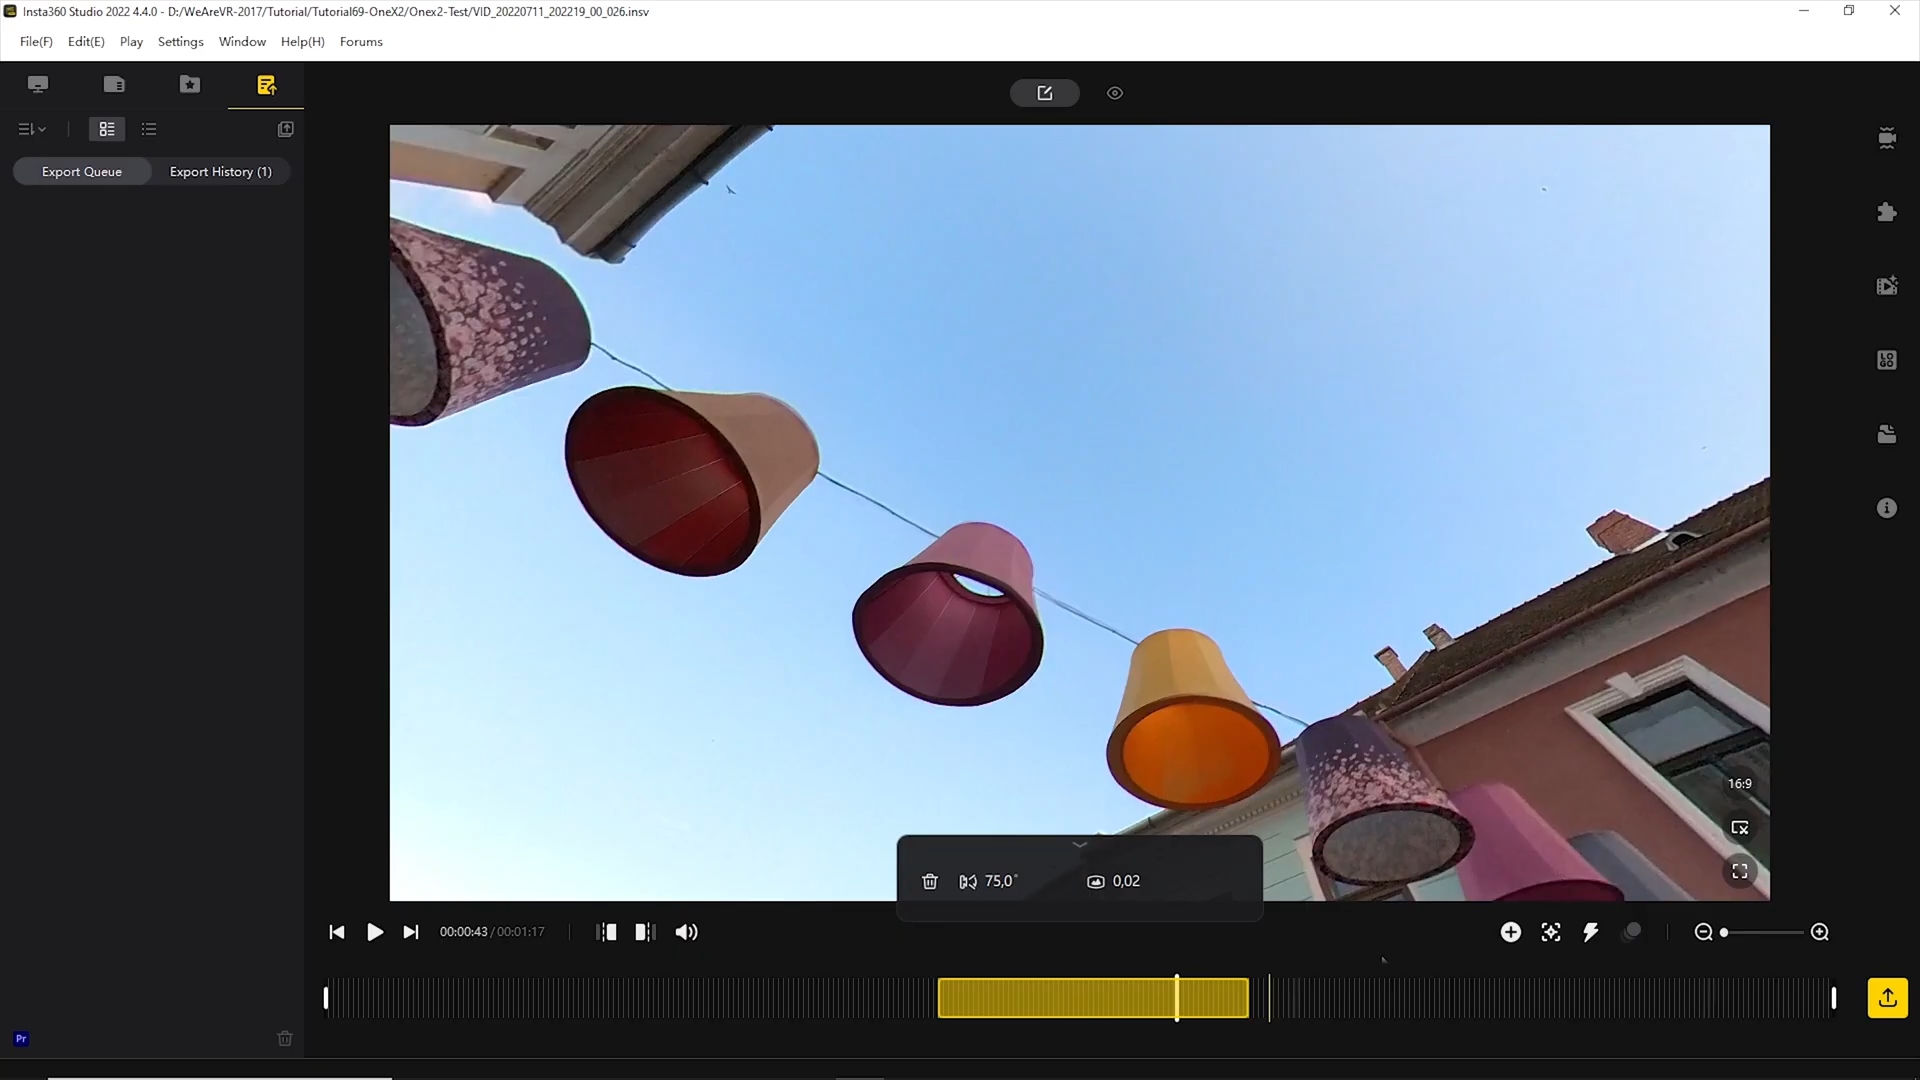 Insta360 Studio 2022 4.4.0 - D:/WeAreVR-2017/Tutorial/Tutorial69-OneX2/Onex2-Test/VID_20220711_202219_00_026.insv
File(F) Edit(E) Play Settings Window Help(H) Forums
Export Queue Export History (1)
LOGO
16:9
75,0° 0,02
00:00:43/00:01:17
Pr